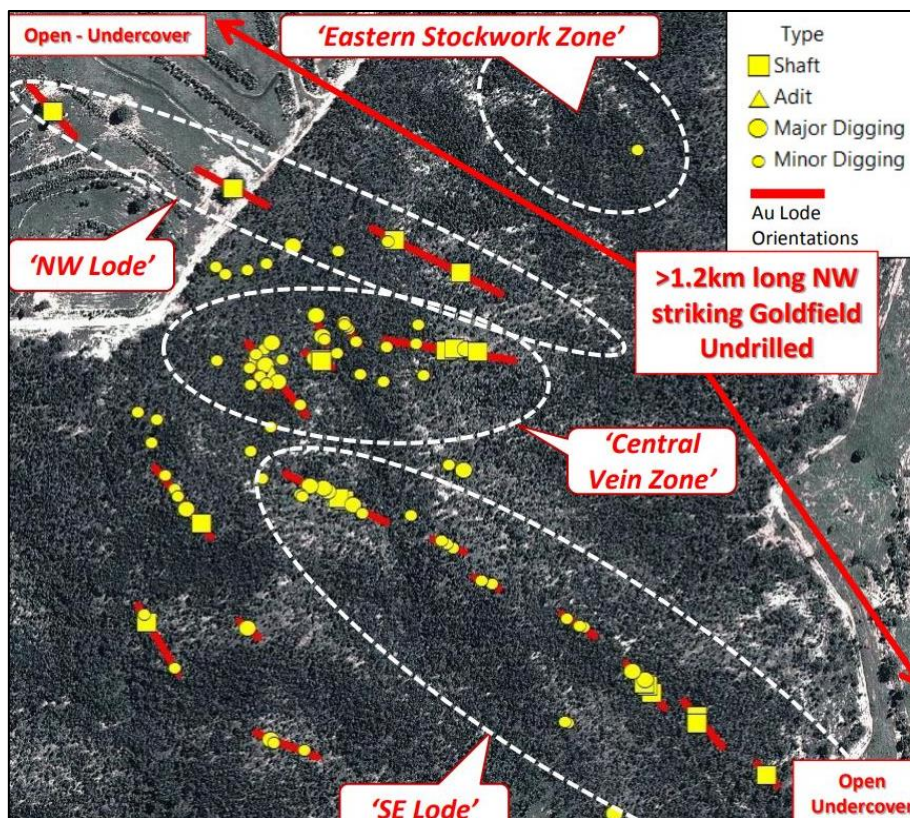 Open - Undercover
‘Eastern Stockwork Zone’
Type
Shaft
Adit
Major Digging
Minor Digging
Au Lode
Orientations
‘NW Lode’
>1.2km long NW
striking Goldfield
Undrilled
‘Central
Vein Zone’
‘SE Lode’
Open
Undercover